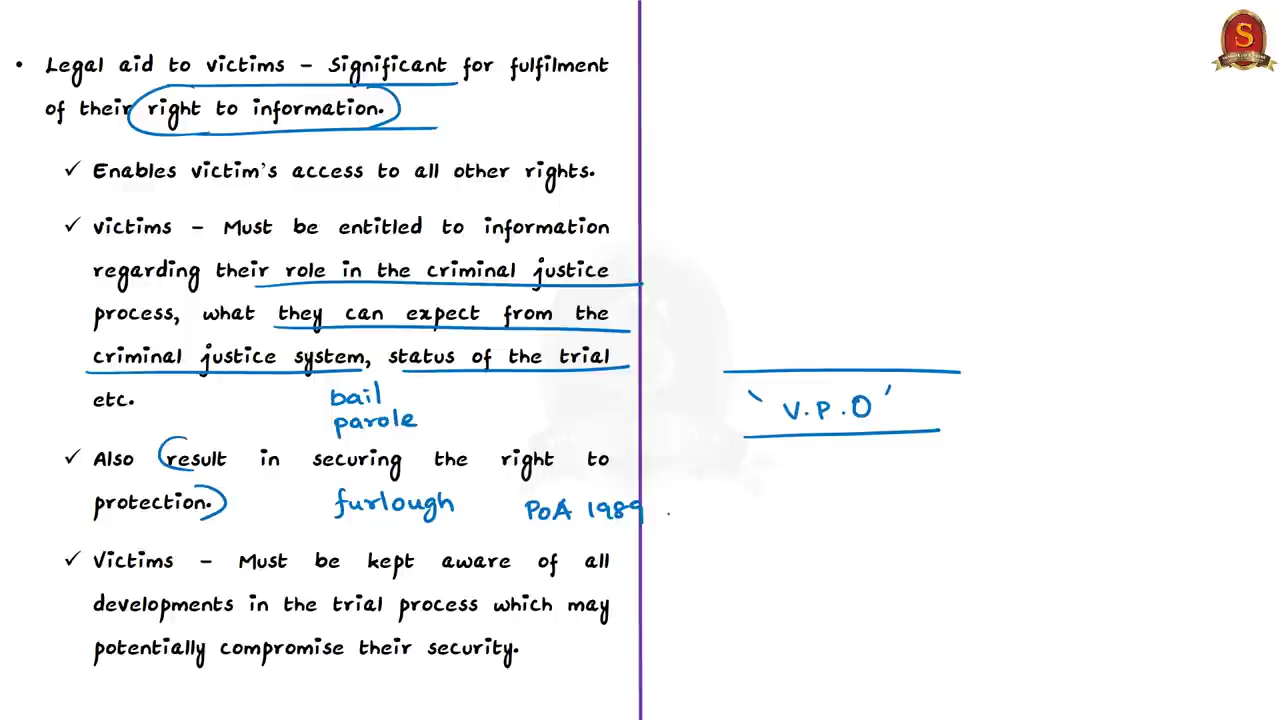 • Legal aid to victims – Significant for fulfilment
of their right to information.
✓ Enables victim's access to all other rights.
✓ victims – Must be entitled to information
regarding their role in the criminal justice
process, what they can expect from the
criminal justice system, status of the trial
etc.
bail
parole
✓ Also result in securing the right to
protection.
furlough
PoA 1989
✓ Victims – Must be kept aware of all
developments in the trial process which may
potentially compromise their security.
S
` V.P.O '